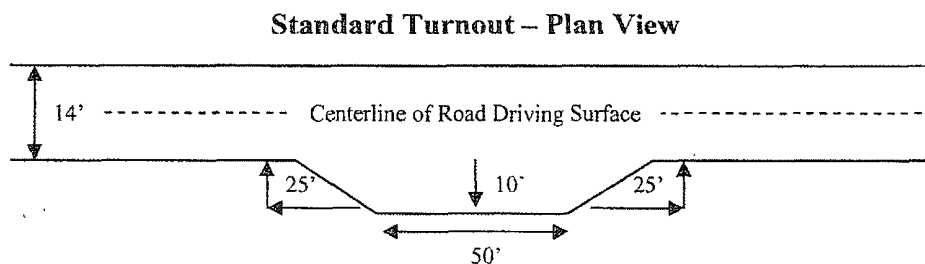 Standard Turnout – Plan View
14'
Centerline of Road Driving Surface
25'
10'
25'
50'